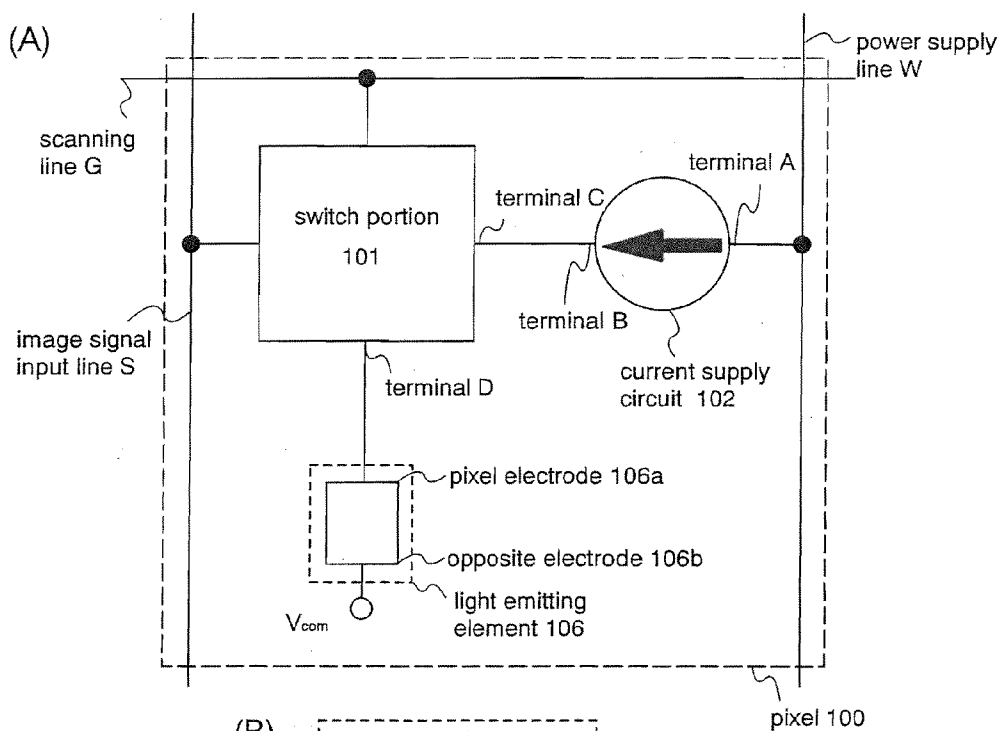 (A)
power supply
line W
scanning
line G
terminal A
terminal C
switch portion
101
terminal B
image signal
input line S
terminal D
current supply
circuit 102
pixel electrode 106a
opposite electrode 106b
light emitting
element 106
Vcom
pixel 100
(B)